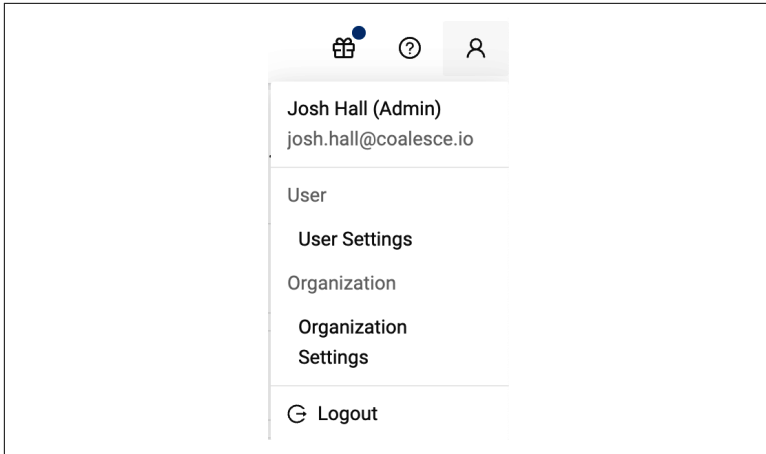 Josh Hall (Admin)
josh.hall@coalesce.io
User
User Settings
Organization
Organization
Settings
Logout